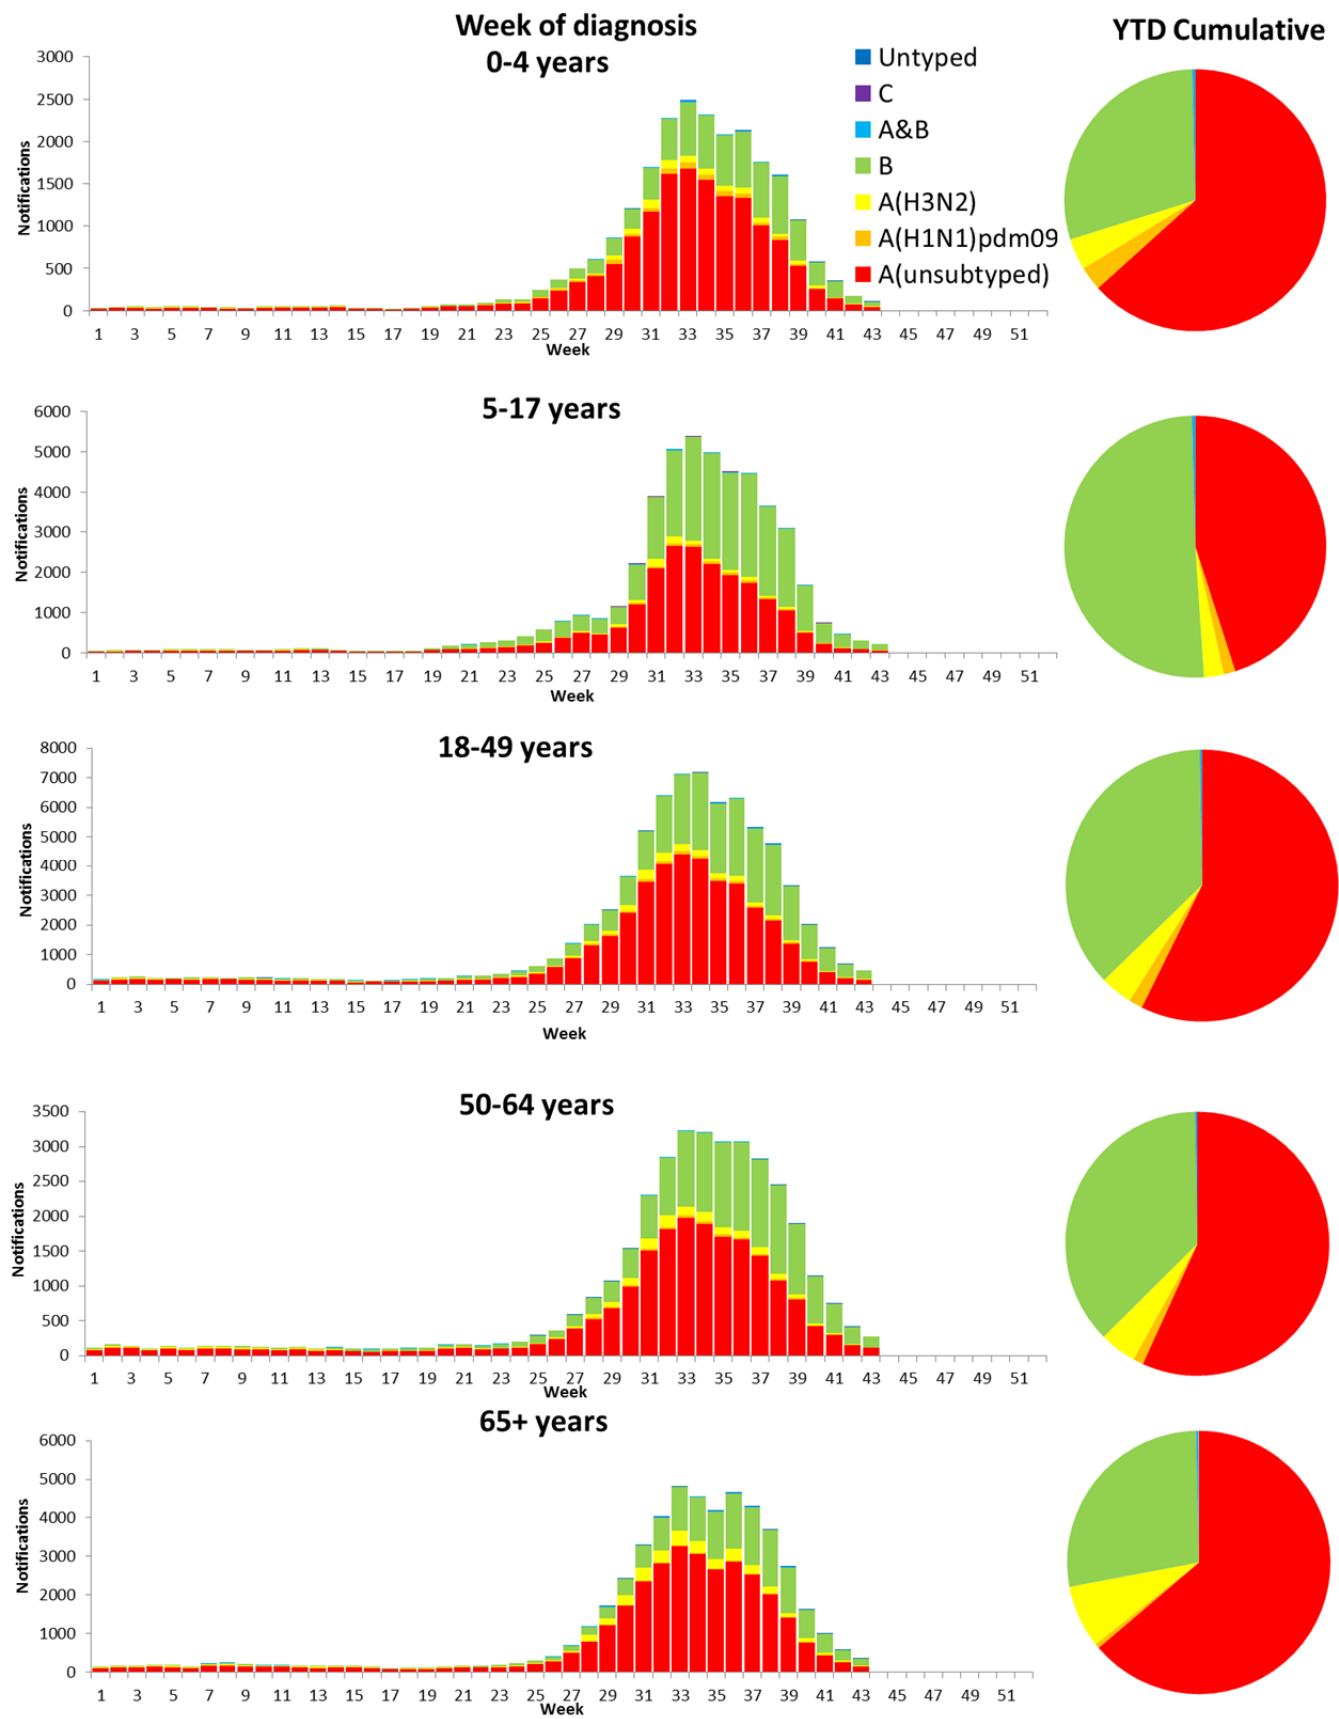 Week of diagnosis
YTD Cumulative
0-4 years
Untyped
C
A&B
B
A(H3N2)
A(H1N1)pdm09
A(unsubtyped)
Notifications
3000
2500
2000
1500
1000
500
0
1 3 5 7 9 11 13 15 17 19 21 23 25 27 29 31 33 35 37 39 41 43 45 47 49 51
Week
5-17 years
Notifications
6000
5000
4000
3000
2000
1000
0
1 3 5 7 9 11 13 15 17 19 21 23 25 27 29 31 33 35 37 39 41 43 45 47 49 51
Week
18-49 years
Notifications
8000
7000
6000
5000
4000
3000
2000
1000
0
1 3 5 7 9 11 13 15 17 19 21 23 25 27 29 31 33 35 37 39 41 43 45 47 49 51
Week
50-64 years
Notifications
3500
3000
2500
2000
1500
1000
500
0
1 3 5 7 9 11 13 15 17 19 21 23 25 27 29 31 33 35 37 39 41 43 45 47 49 51
Week
65+ years
Notifications
6000
5000
4000
3000
2000
1000
0
1 3 5 7 9 11 13 15 17 19 21 23 25 27 29 31 33 35 37 39 41 43 45 47 49 51
Week